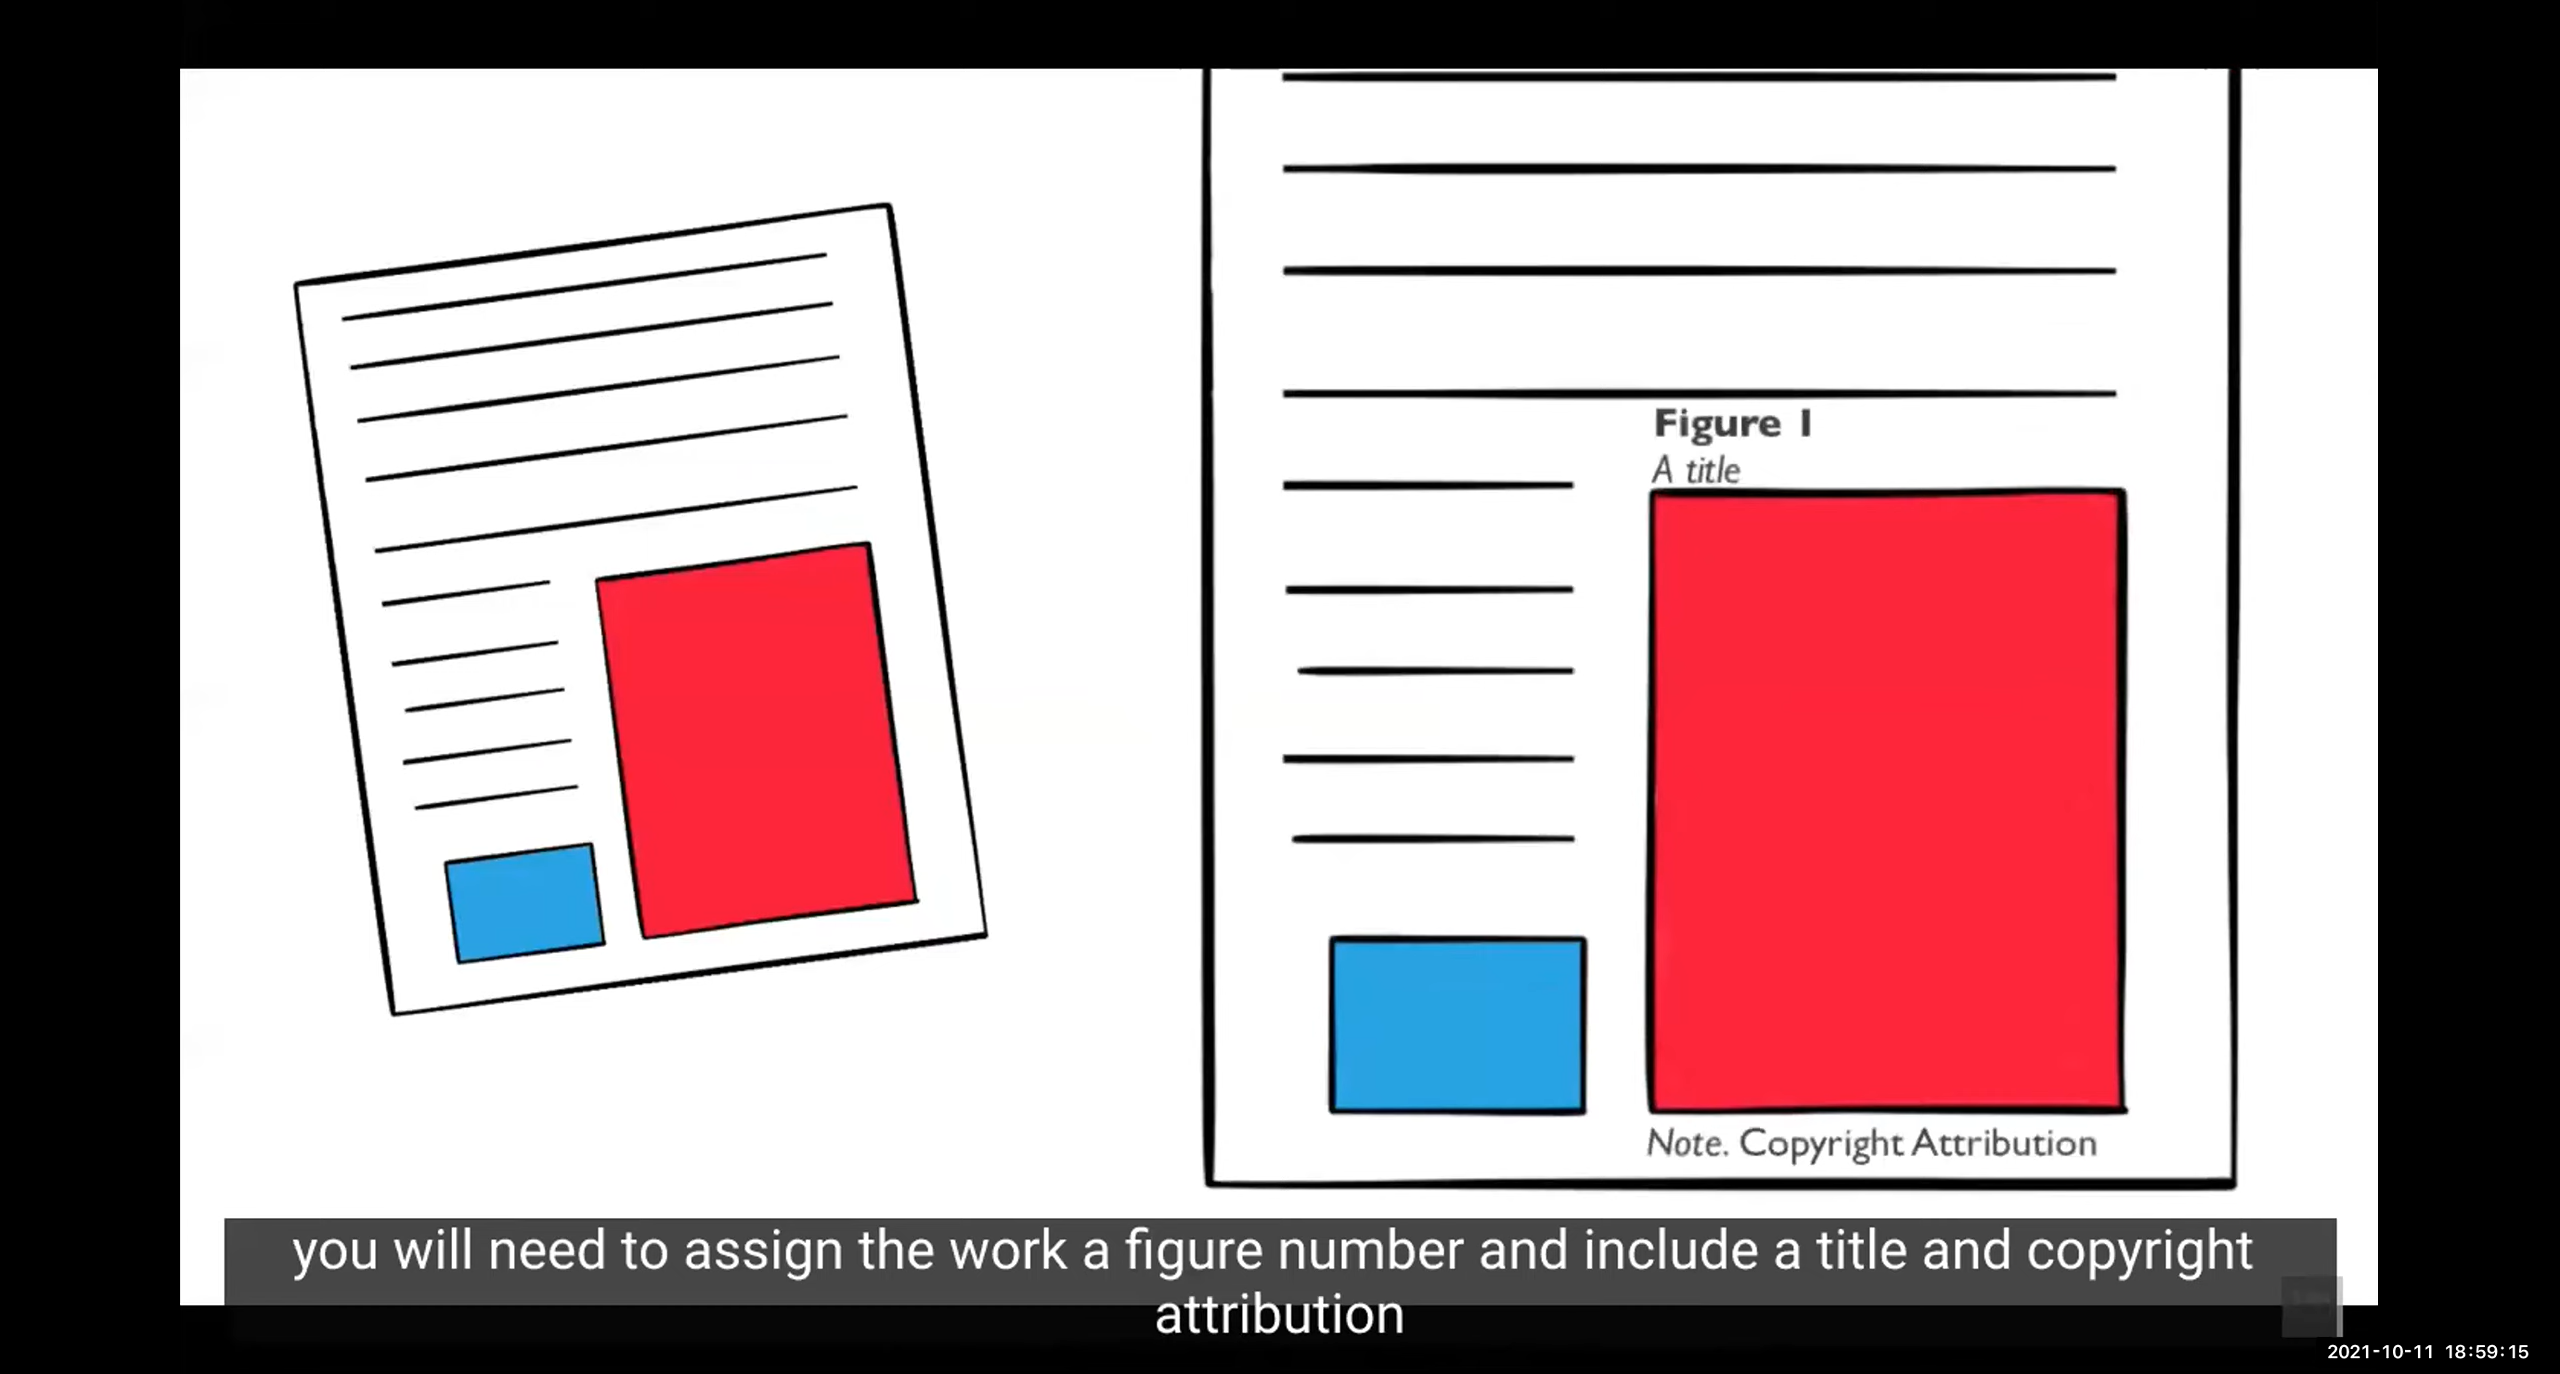 Figure 1
A title
Note. Copyright Attribution
you will need to assign the work a figure number and include a title and copyright
attribution
2021-10-11 18:59:15